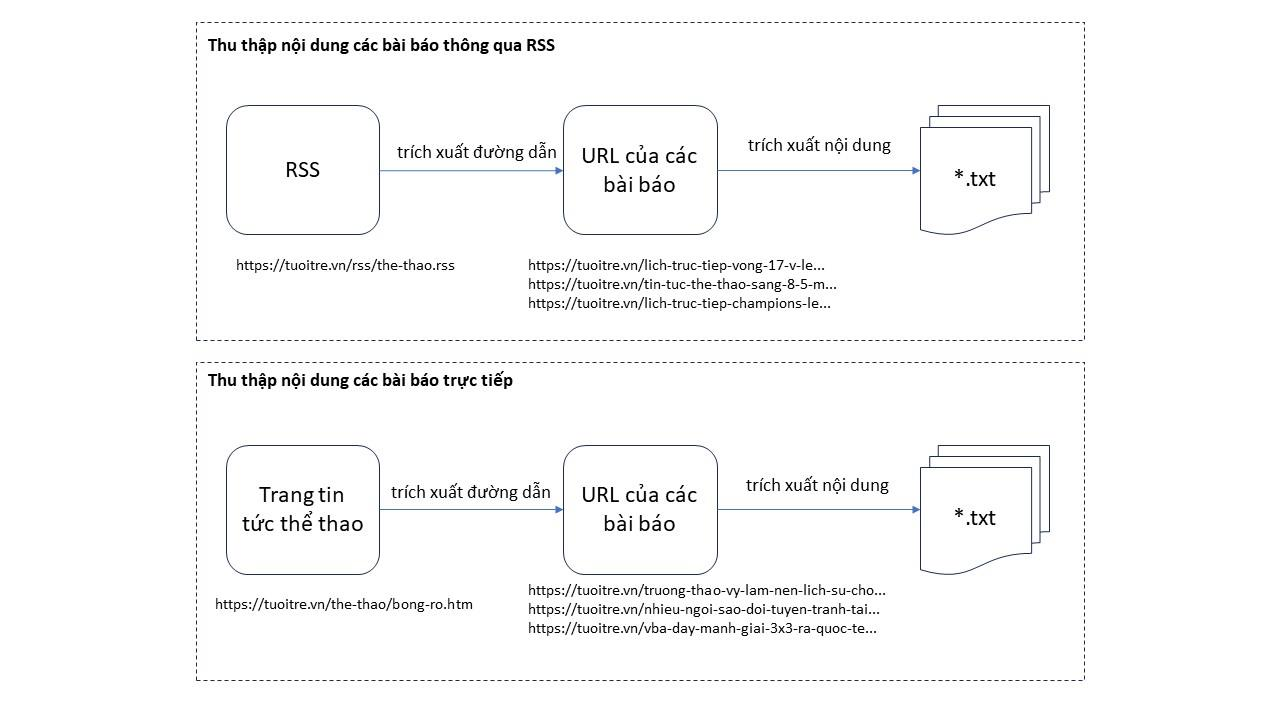 Thu thập nội dung các bài báo thông qua RSS
RSS
trích xuất đường dẫn
URL của các
bài báo
trích xuất nội dung
*.txt
https://tuoitre.vn/rss/the-thao.rss
https://tuoitre.vn/lich-truc-tiep-vong-17-v-le...
https://tuoitre.vn/tin-tuc-the-thao-sang-8-5-m...
https://tuoitre.vn/lich-truc-tiep-champions-le...
Thu thập nội dung các bài báo trực tiếp
Trang tin
tức thể thao
trích xuất đường dẫn
URL của các
bài báo
trích xuất nội dung
*.txt
https://tuoitre.vn/the-thao/bong-ro.htm
https://tuoitre.vn/truong-thao-vy-lam-nen-lich-su-cho...
https://tuoitre.vn/nhieu-ngoi-sao-doi-tuyen-tranh-tai...
https://tuoitre.vn/vba-day-manh-giai-3x3-ra-quoc-te...